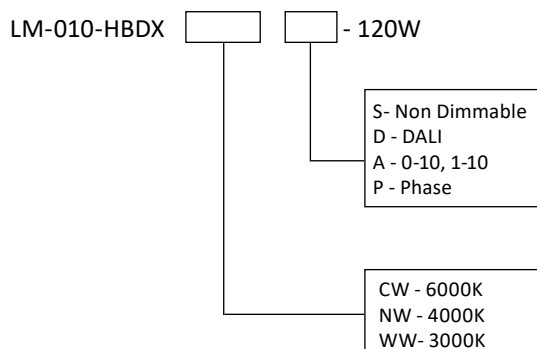 LM-010-HBDX - 120W
S- Non Dimmable
D - DALI
A - 0-10, 1-10
P - Phase
CW - 6000K
NW - 4000K
WW- 3000K